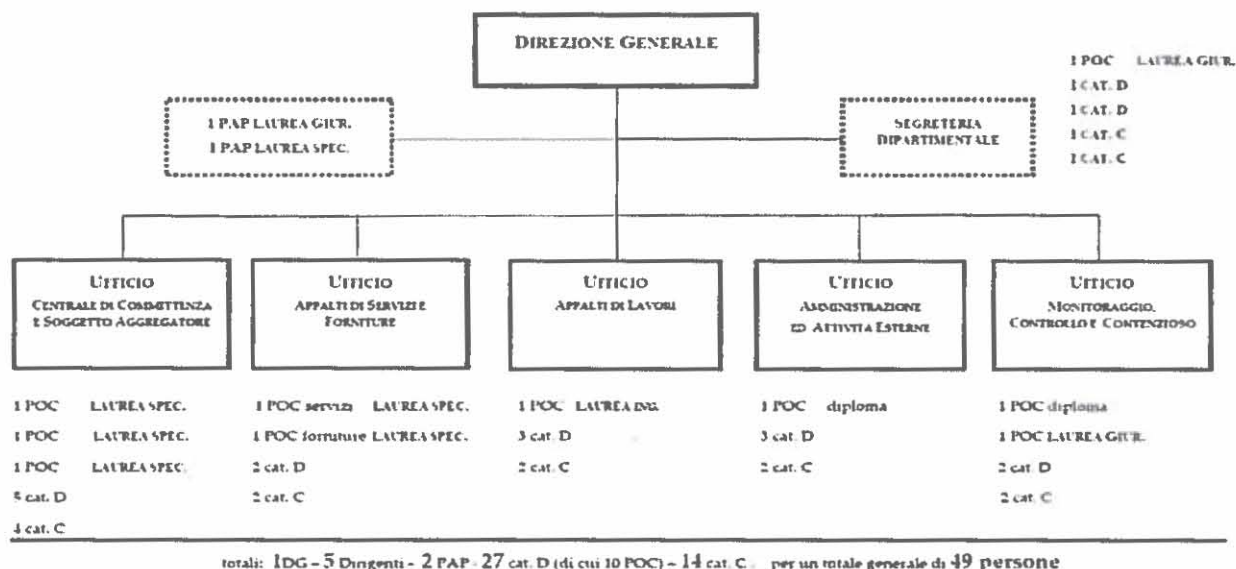 DIREZIONE GENERALE
1 POC LAUREA GIUR.
1 CAT. D
1 CAT. D
1 CAT. C
1 CAT. C
1 PAP LAUREA GIUR.
1 PAP LAUREA SPEC.
SEGRETERIA
DIPARTIMENTALE
UFFICIO
CENTRALE DI COMMITTENZA
E SOGGETTO AGGREGATORE
UFFICIO
APPALTI DI SERVIZI E
FORNITURE
UFFICIO
APPALTI DI LAVORI
UFFICIO
AMMINISTRAZIONE
ED ATTIVITA ESTERNE
UFFICIO
MONITORAGGIO,
CONTROLLO E CONTENZIOSO
1 POC LAUREA SPEC.
1 POC LAUREA SPEC.
1 POC LAUREA SPEC.
5 cat. D
4 cat. C
1 POC servizi LAUREA SPEC.
1 POC forniture LAUREA SPEC.
2 cat. D
2 cat. C
1 POC LAUREA ING.
3 cat. D
2 cat. C
1 POC diploma
3 cat. D
2 cat. C
1 POC diploma
1 POC LAUREA GIUR.
2 cat. D
2 cat. C
totali: 1DG – 5 Dirigenti – 2 PAP - 27 cat. D (di cui 10 POC) – 14 cat. C . per un totale generale di 49 persone